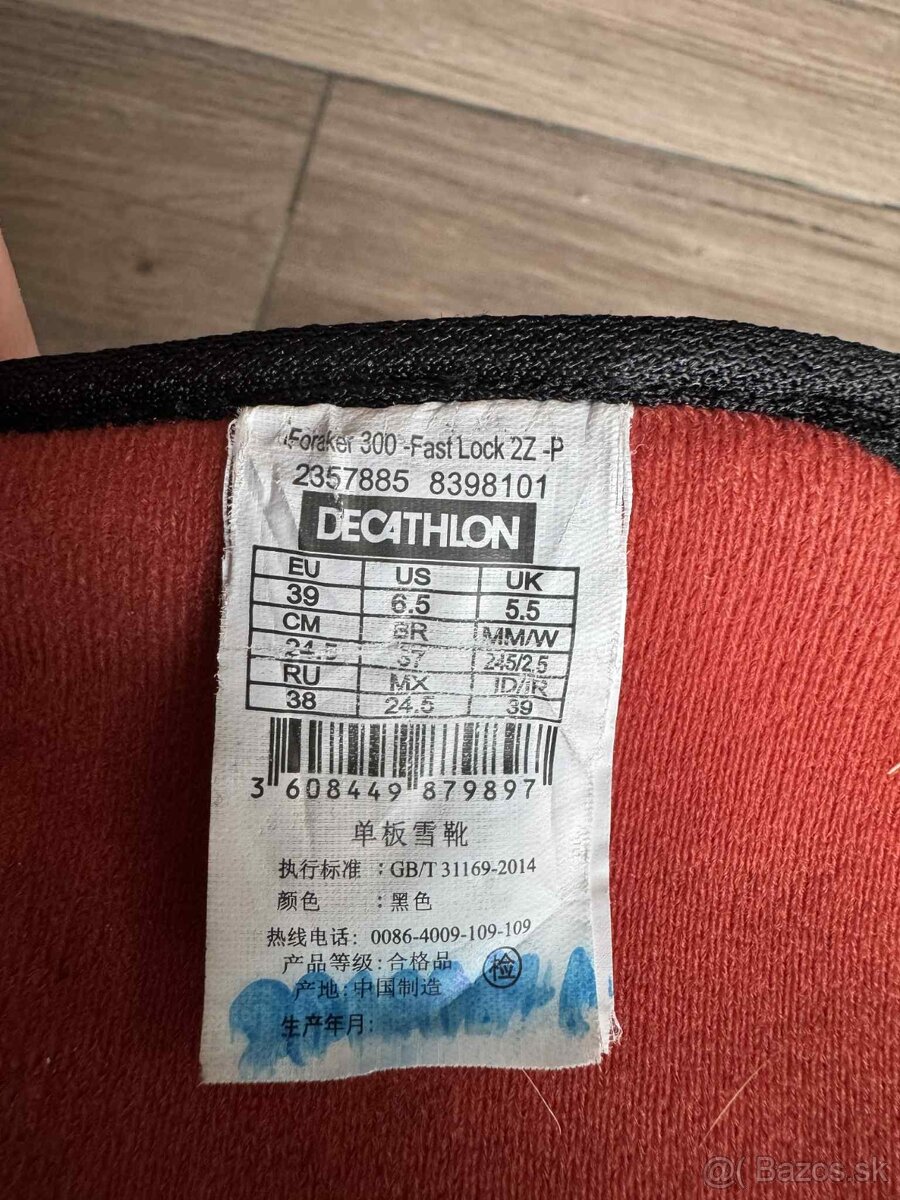 Foraker 300 -Fast Lock 2Z -P
2357885 8398101
DECATHLON
EU US UK
39 6.5 5.5
CM BR MM/W
24.5 37 245/2.5
RU MX ID/IR
38 24.5 39
3 608449 879897
单板雪靴
执行标准 : GB/T 31169-2014
颜色 : 黑色
热线电话: 0086-4009-109-109
产品等级: 合格品 检
产地: 中国制造
生产年月:
@( Bazos.sk